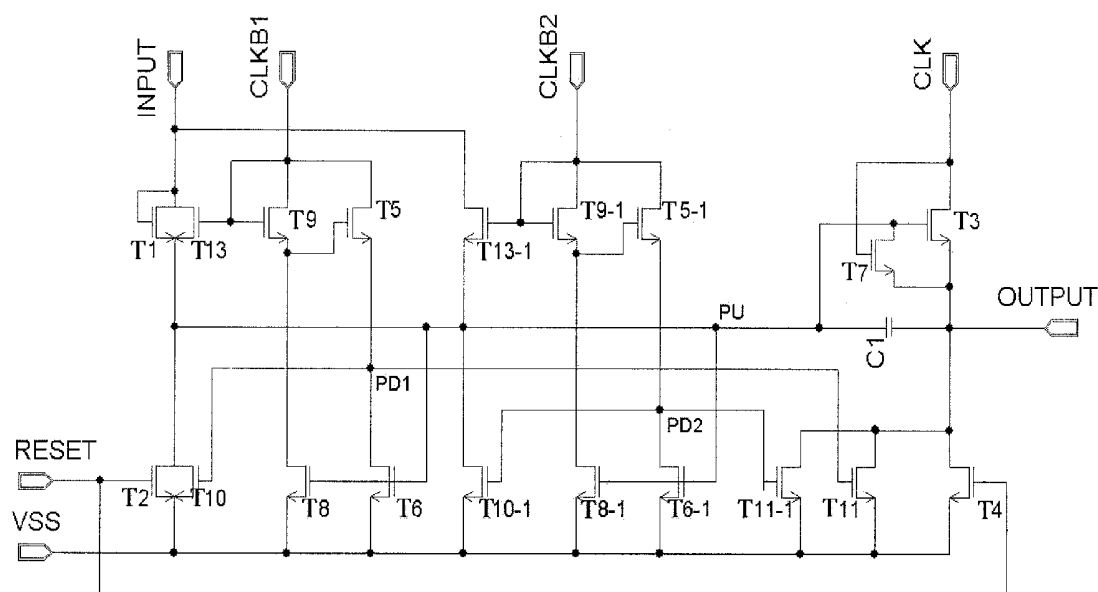 INPUT
CLKB1
CLKB2
CLK
T1
T13
T9
T5
T13-1
T9-1
T5-1
T3
T7
OUTPUT
PU
C1
PD1
PD2
RESET
T2
T10
T8
T6
T10-1
T8-1
T6-1
T11-1
T11
T4
VSS